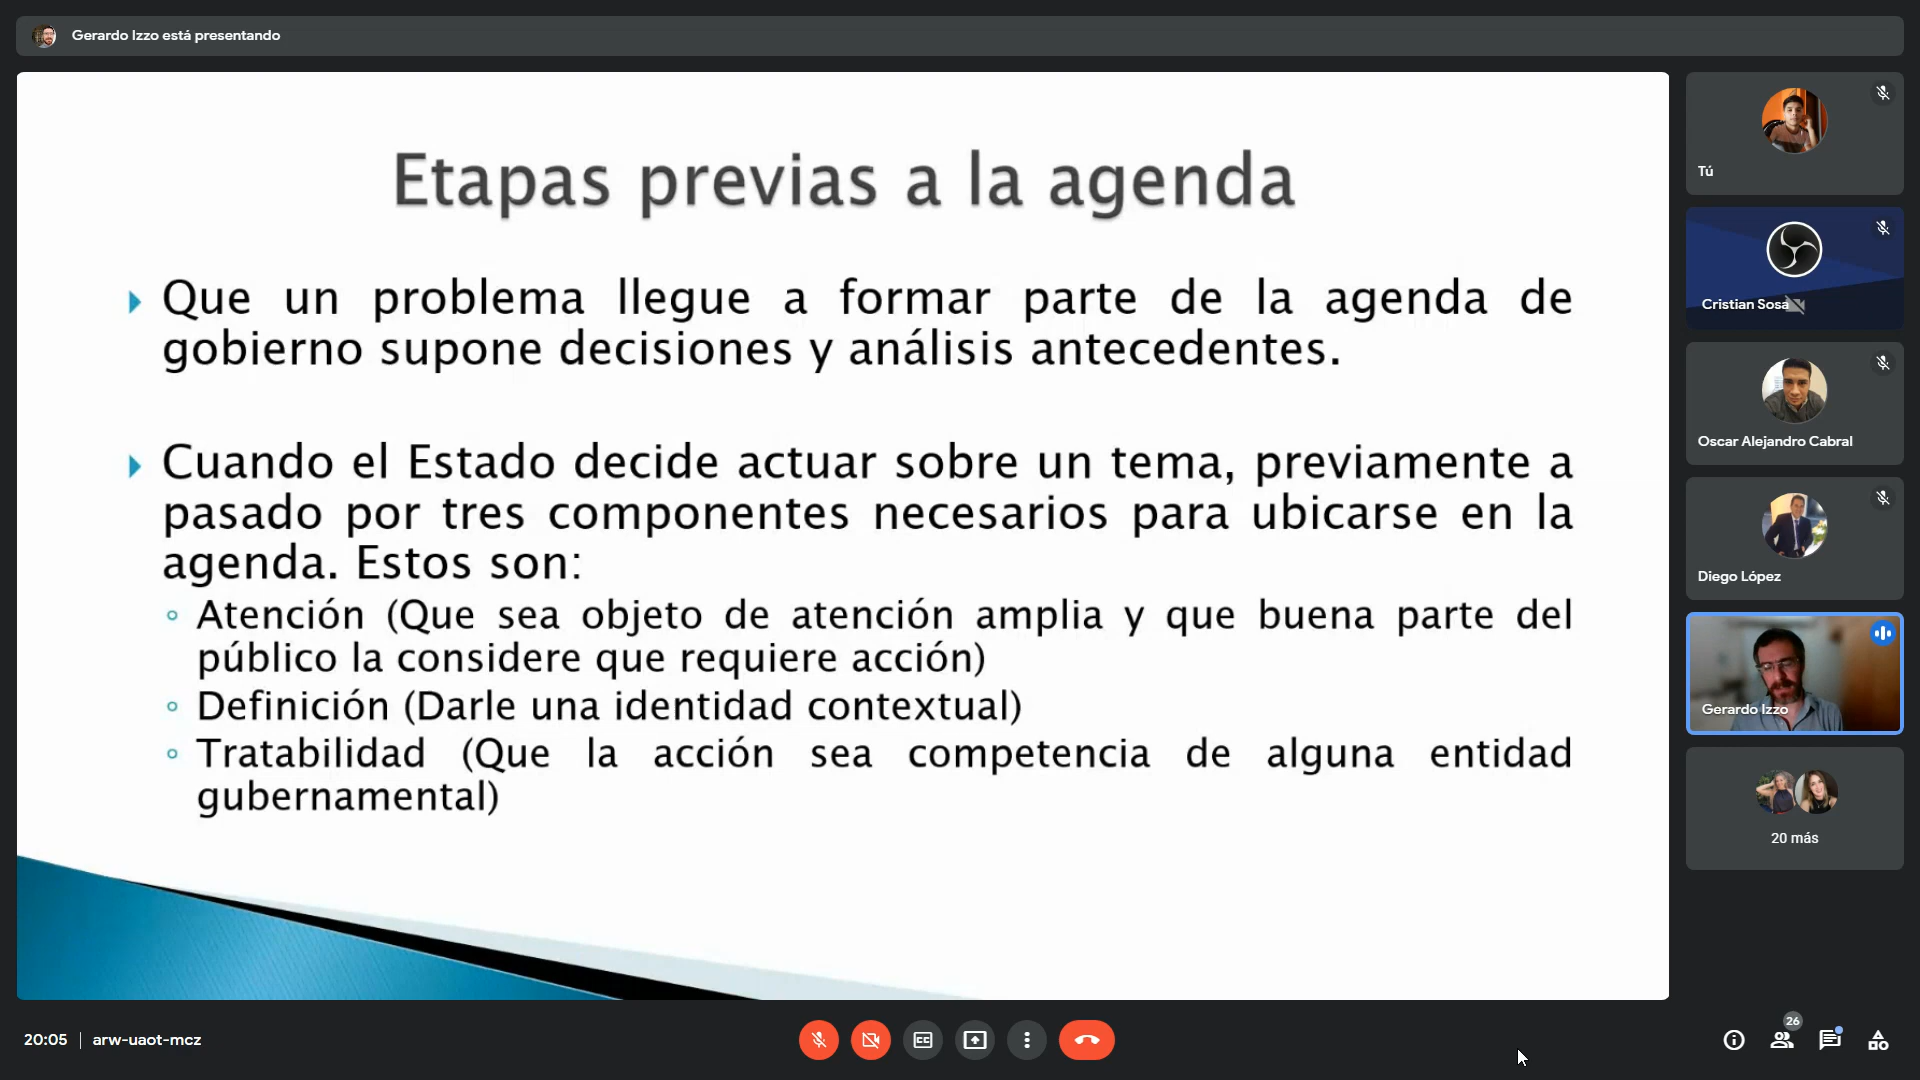 Gerardo Izzo está presentando
Etapas previas a la agenda
Que un problema llegue a formar parte de la agenda de
gobierno supone decisiones y análisis antecedentes.
Cuando el Estado decide actuar sobre un tema, previamente a
pasado por tres componentes necesarios para ubicarse en la
agenda. Estos son:
Atención (Que sea objeto de atención amplia y que buena parte del
público la considere que requiere acción)
Definición (Darle una identidad contextual)
Tratabilidad (Que la acción sea competencia de alguna entidad
gubernamental)
Tú
Cristian Sosa
Oscar Alejandro Cabral
Diego López
Gerardo Izzo
20 más
20:05 | arw-uaot-mcz
CC
26